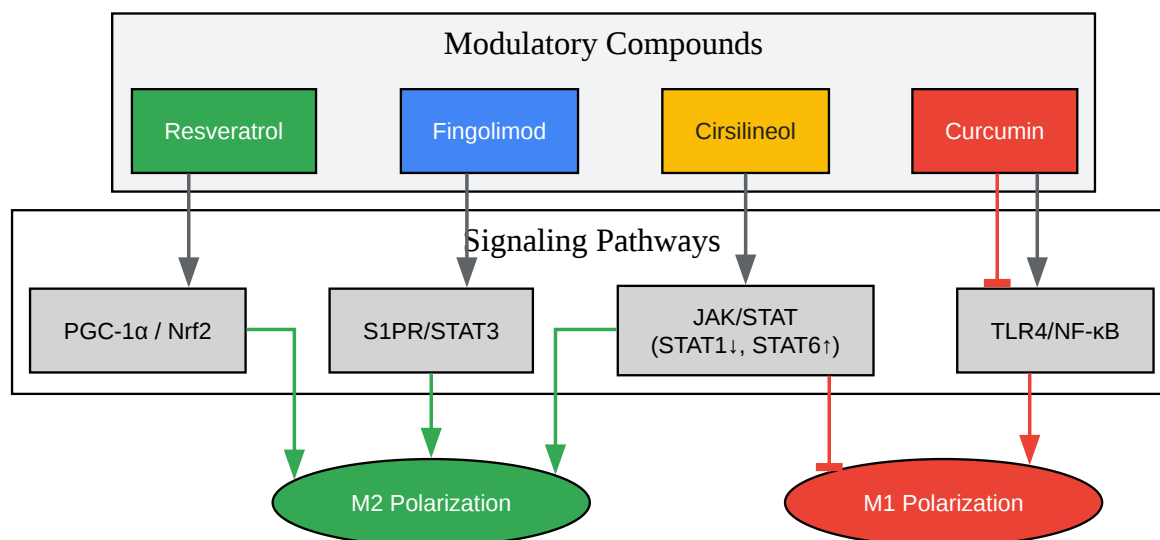 Modulatory Compounds
Resveratrol
Fingolimod
Cirsilineol
Curcumin
Signaling Pathways
PGC-1α / Nrf2
S1PR/STAT3
JAK/STAT
(STAT1↓, STAT6↑)
TLR4/NF-κB
M2 Polarization
M1 Polarization